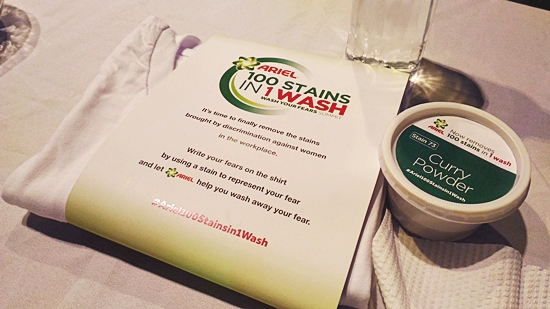 ARIEL
100 STAINS
IN 1 WASH
WASH YOUR FEARS SUMMIT
It's time to finally remove the stains
brought by discrimination against women
in the workplace.
Write your fears on the shirt
by using a stain to represent your fear
and let ARIEL help you wash away your fear.
#Ariel100Stainsin1Wash
ARIEL
Now removes
100 stains in 1 wash
Stain 73
Curry
Powder
#Ariel100Stainsin1Wash